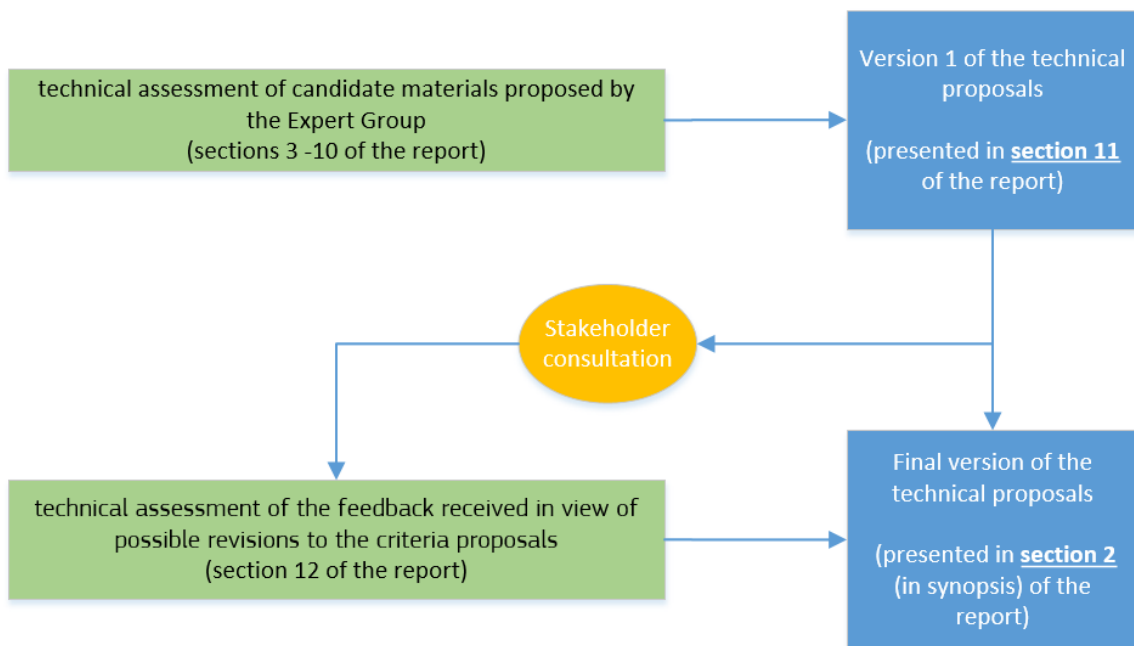 technical assessment of candidate materials proposed by
the Expert Group
(sections 3 -10 of the report)
Version 1 of the technical
proposals
(presented in section 11
of the report)
Stakeholder
consultation
technical assessment of the feedback received in view of
possible revisions to the criteria proposals
(section 12 of the report)
Final version of the
technical proposals
(presented in section 2
(in synopsis) of the
report)